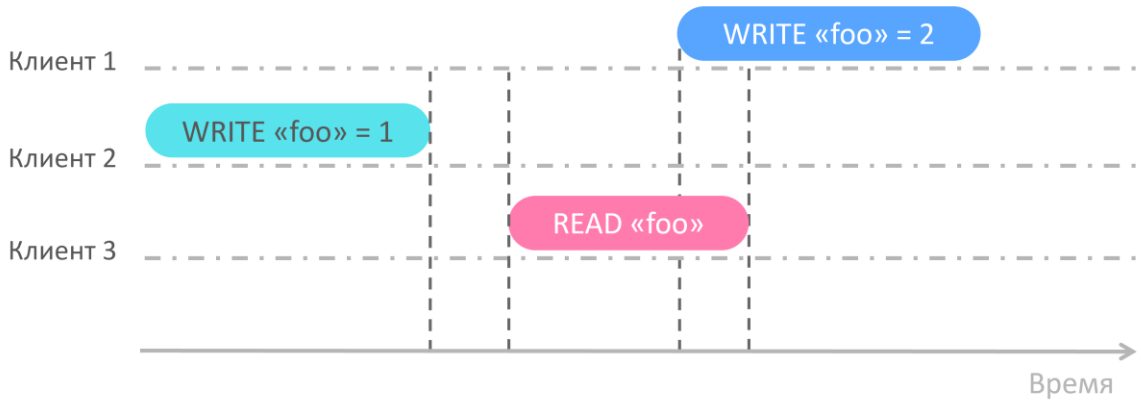 WRITE «foo» = 2
Клиент 1
WRITE «foo» = 1
Клиент 2
READ «foo»
Клиент 3
Время